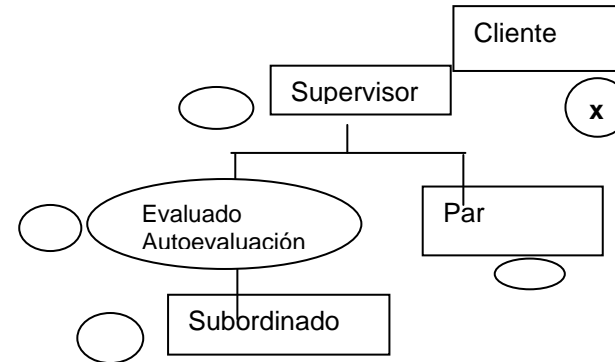 Cliente
Supervisor
x
Evaluado
Autoevaluación
Par
Subordinado